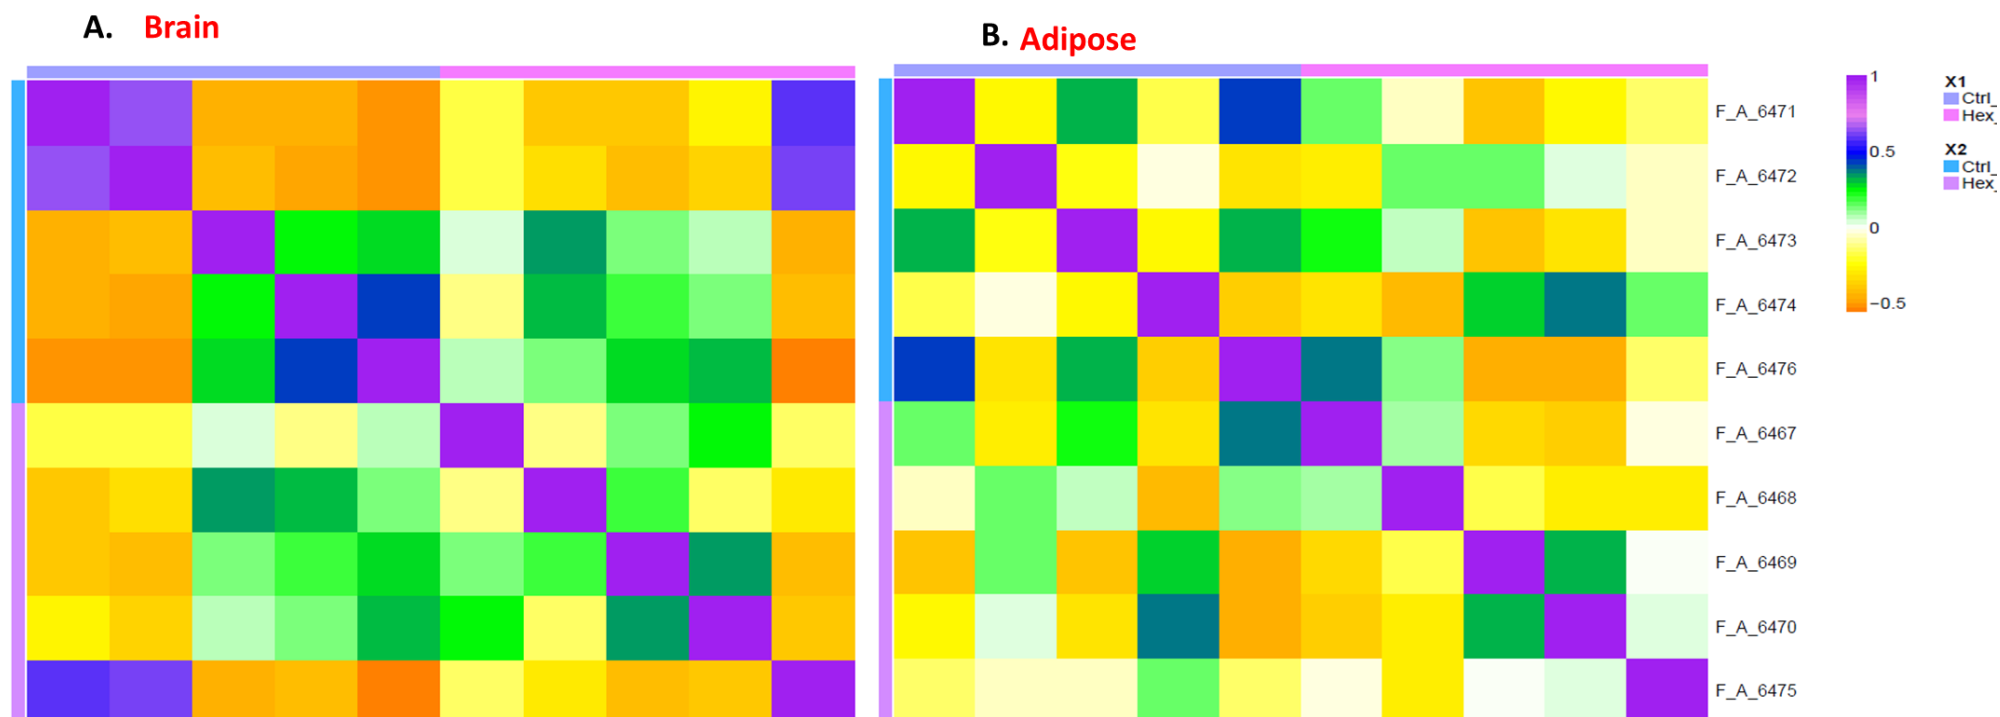 A. Brain
B. Adipose
F_A_6471
F_A_6472
F_A_6473
F_A_6474
F_A_6476
F_A_6467
F_A_6468
F_A_6469
F_A_6470
F_A_6475
1
0.5
0
−0.5
X1
Ctrl_
Hex_
X2
Ctrl_
Hex_